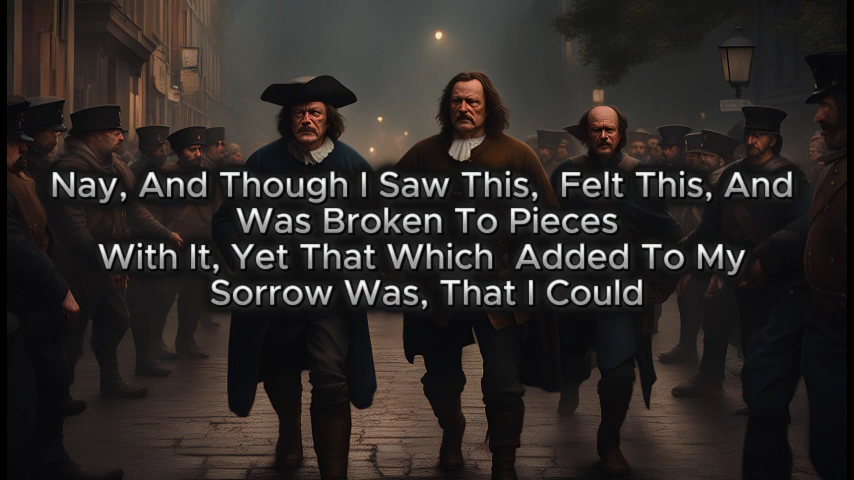 Nay, And Though I Saw This,  Felt This, And
Was Broken To Pieces
With It, Yet That Which  Added To My
Sorrow Was, That I Could